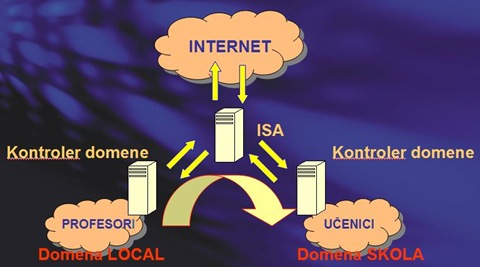 INTERNET
ISA
Kontroler domene
Kontroler domene
PROFESORI
UČENICI
Domena LOCAL
Domena SKOLA